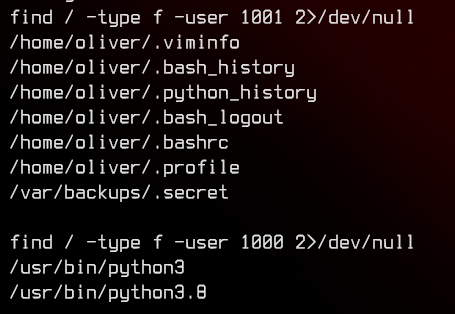 find / -type f -user 1001 2>/dev/null
/home/oliver/.viminfo
/home/oliver/.bash_history
/home/oliver/.python_history
/home/oliver/.bash_logout
/home/oliver/.bashrc
/home/oliver/.profile
/var/backups/.secret
find / -type f -user 1000 2>/dev/null
/usr/bin/python3
/usr/bin/python3.8